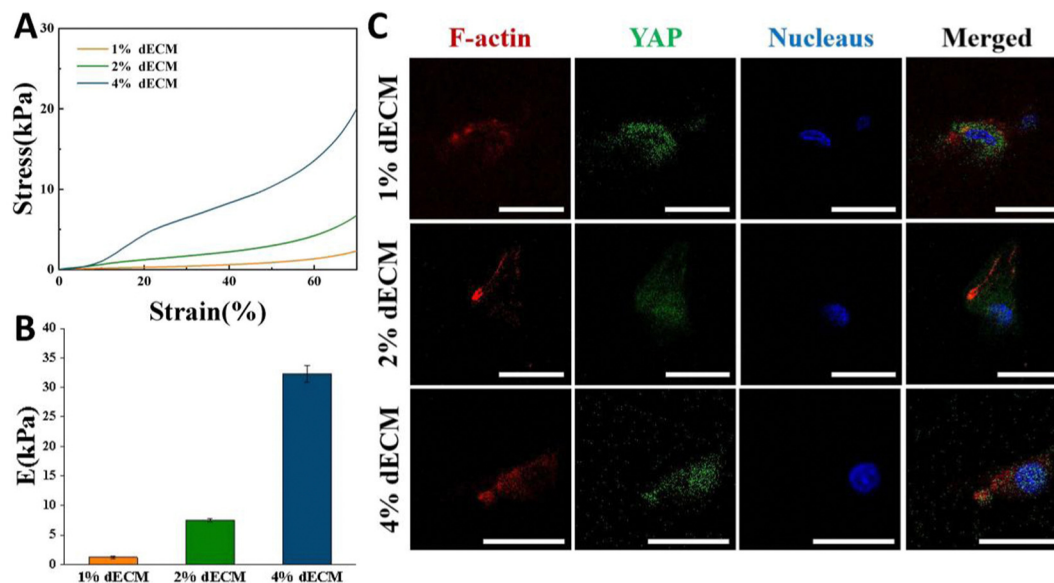 A
30
20
10
0
0 20 40 60
Stress(kPa)
Strain(%)
1% dECM
2% dECM
4% dECM
B
40
35
30
25
20
15
10
5
0
E(kPa)
1% dECM 2% dECM 4% dECM
C
F-actin YAP Nucleaus Merged
1% dECM
2% dECM
4% dECM